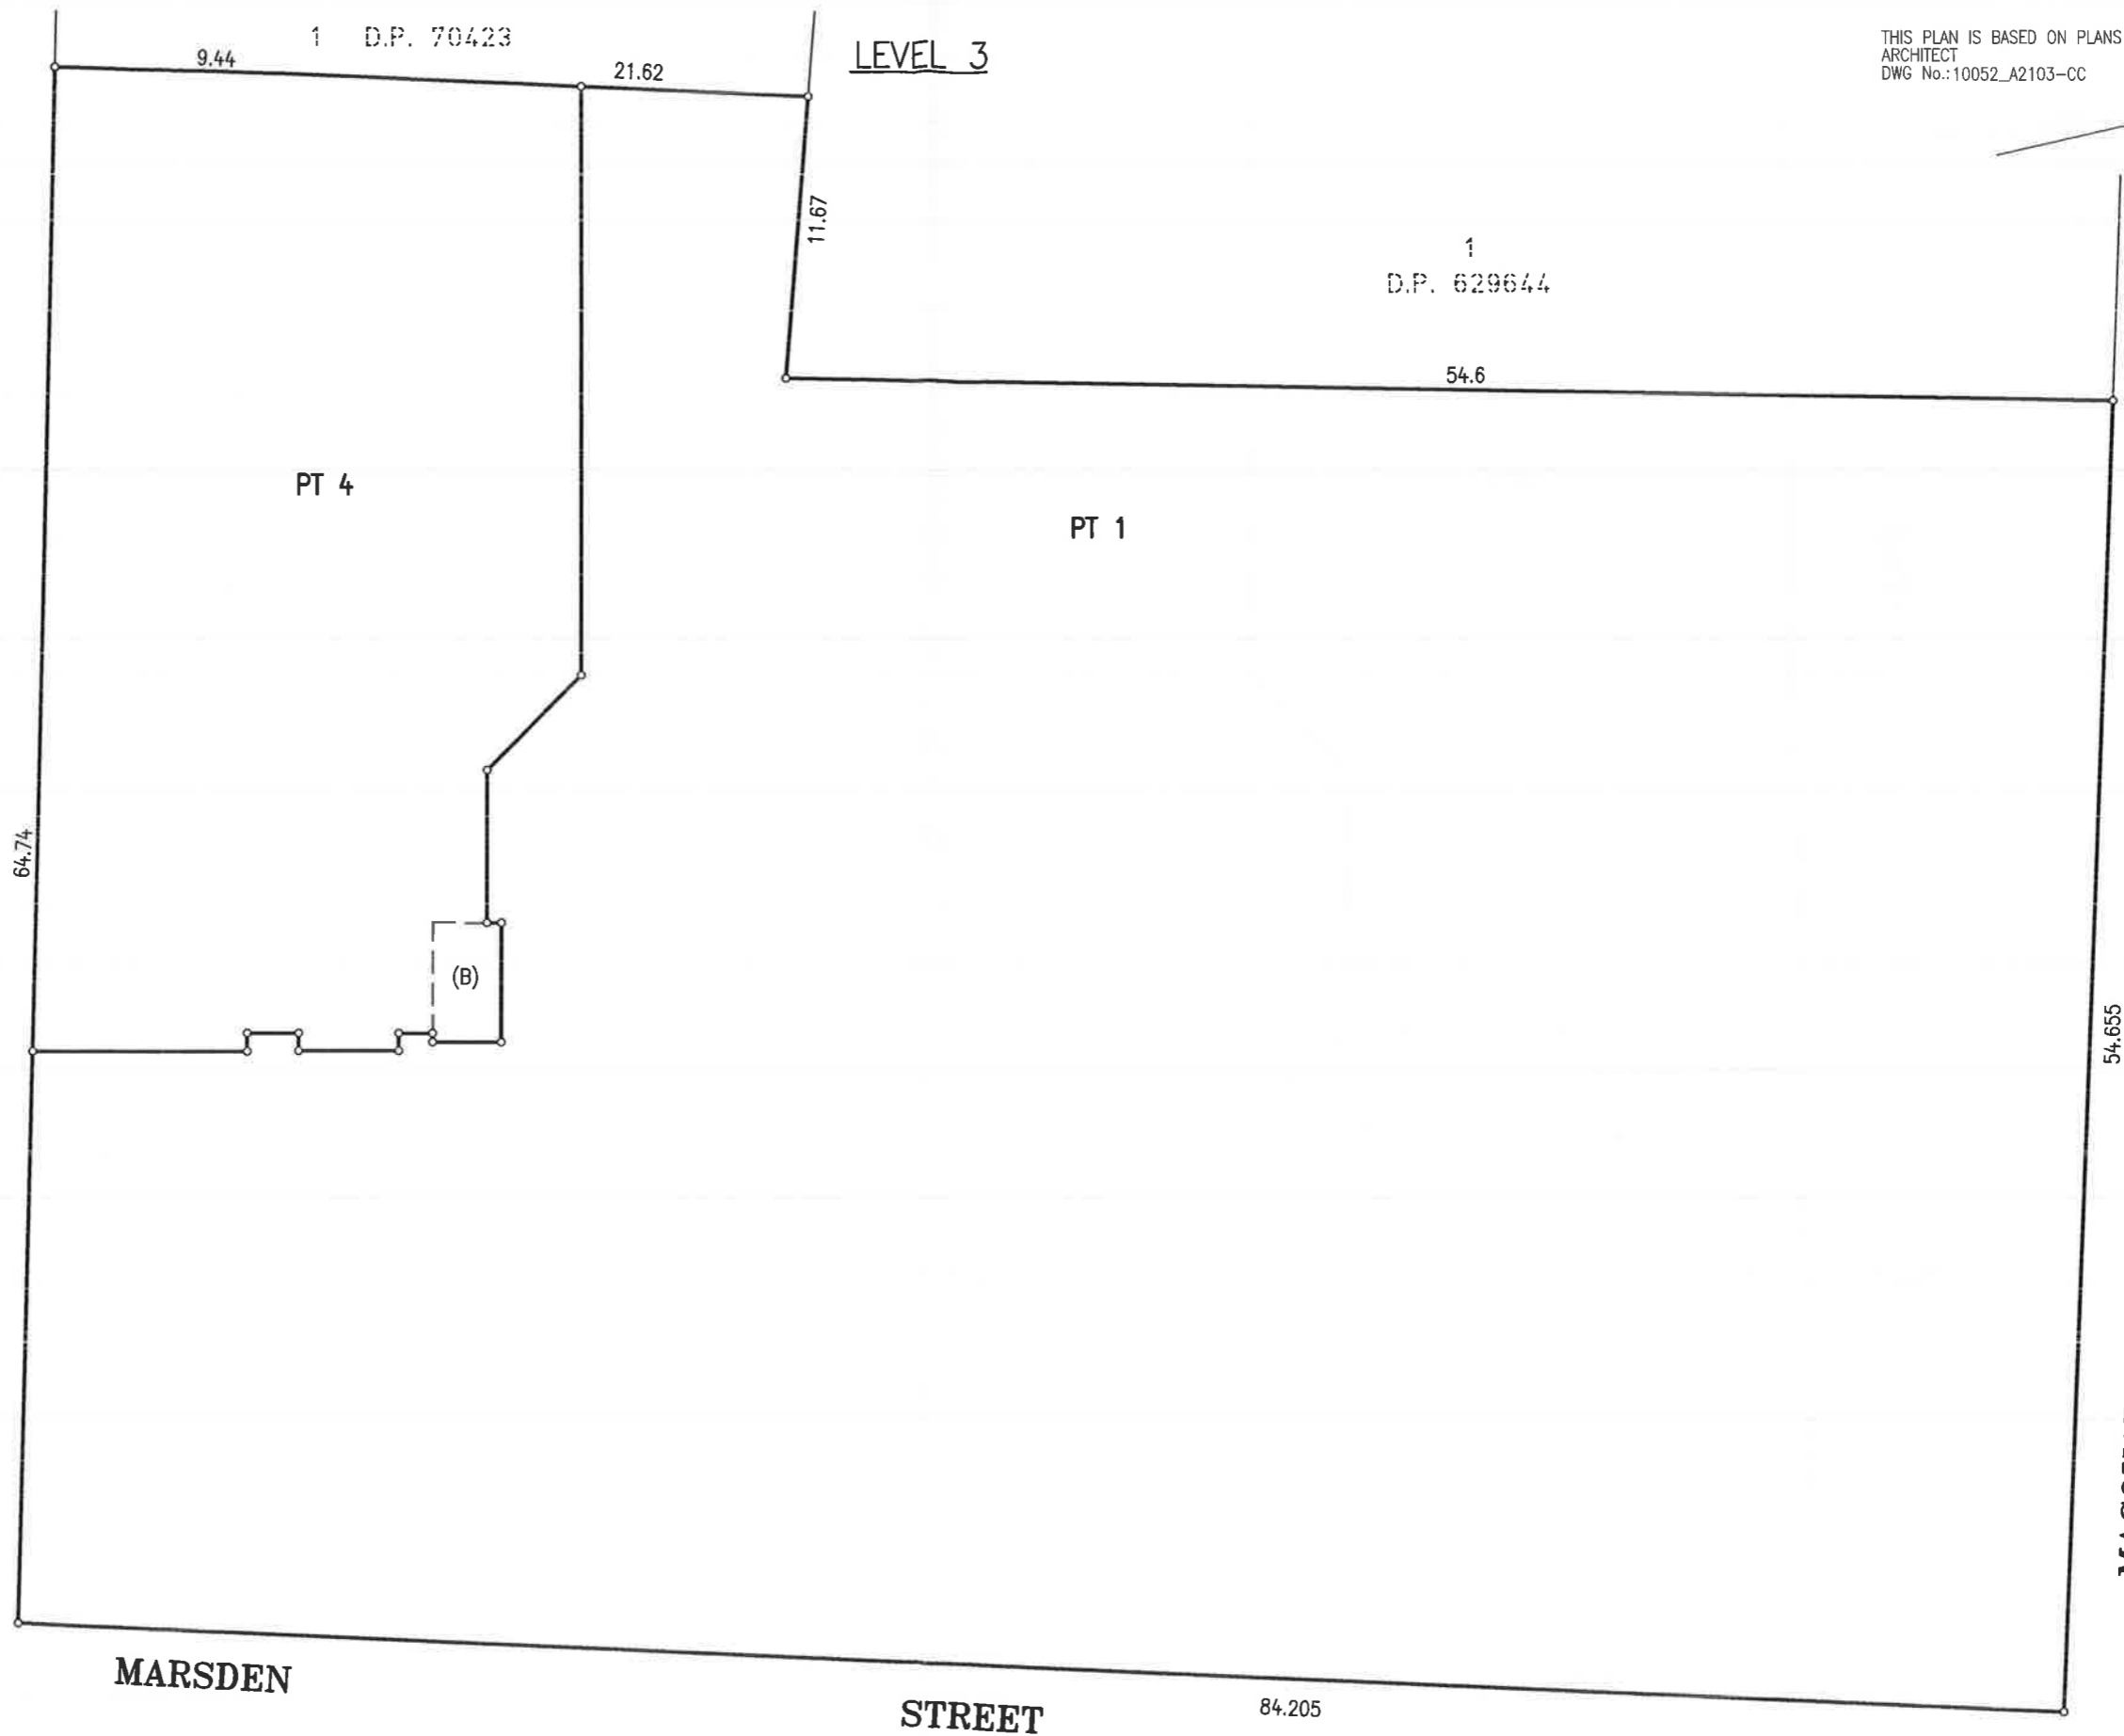 1 D.P. 70423
9.44
21.62
LEVEL 3
THIS PLAN IS BASED ON PLANS
ARCHITECT
DWG No.:10052_A2103-CC
11.67
1
D.P. 629644
54.6
PT 4
PT 1
64.74
(B)
54.655
MARSDEN
STREET
84.205